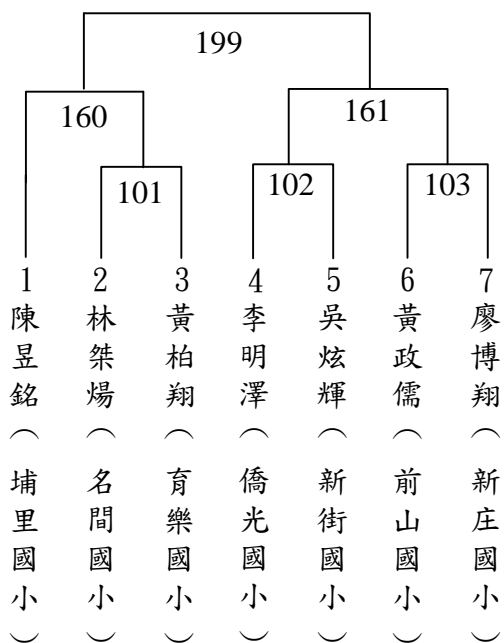 199
160
161
101
102
103
1陳昱銘（埔里國小）
2林桀煬（名間國小）
3黃柏翔（育樂國小）
4李明澤（僑光國小）
5吳炫輝（新街國小）
6黃政儒（前山國小）
7廖博翔（新庄國小）